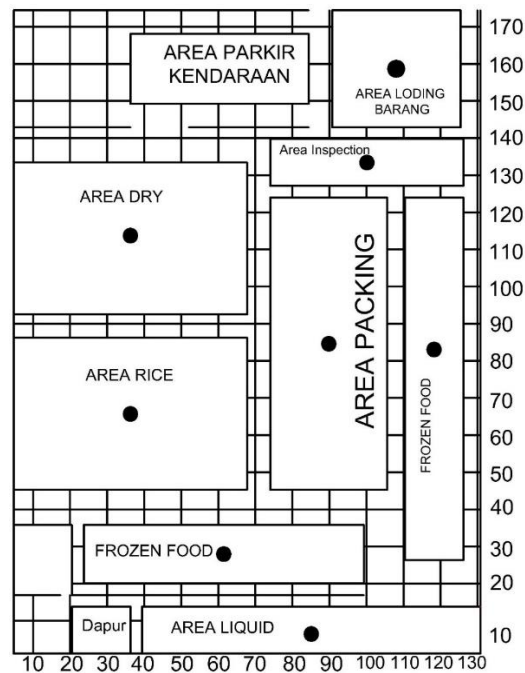 AREA PARKIR
KENDARAAN
AREA LODING
BARANG
Area Inspection
AREA DRY
AREA PACKING
AREA RICE
FROZEN FOOD
FROZEN FOOD
Dapur
AREA LIQUID
170
160
150
140
130
120
110
100
90
80
70
60
50
40
30
20
10
10 20 30 40 50 60 70 80 90 100 110 120 130